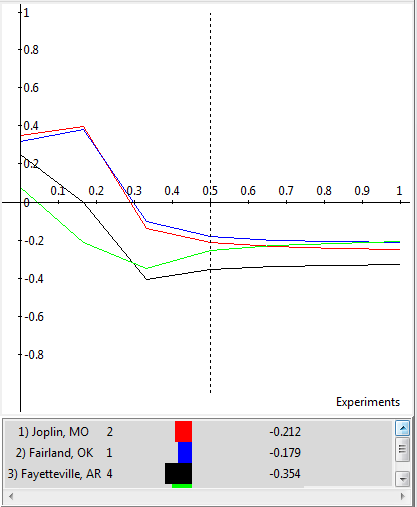 1
0.8
0.6
0.4
0.2
0.1 0.2 0.3 0.4 0.5 0.6 0.7 0.8 0.9 1
0
-0.2
-0.4
-0.6
-0.8
Experiments
1) Joplin, MO 2 -0.212
2) Fairland, OK 1 -0.179
3) Fayetteville, AR 4 -0.354